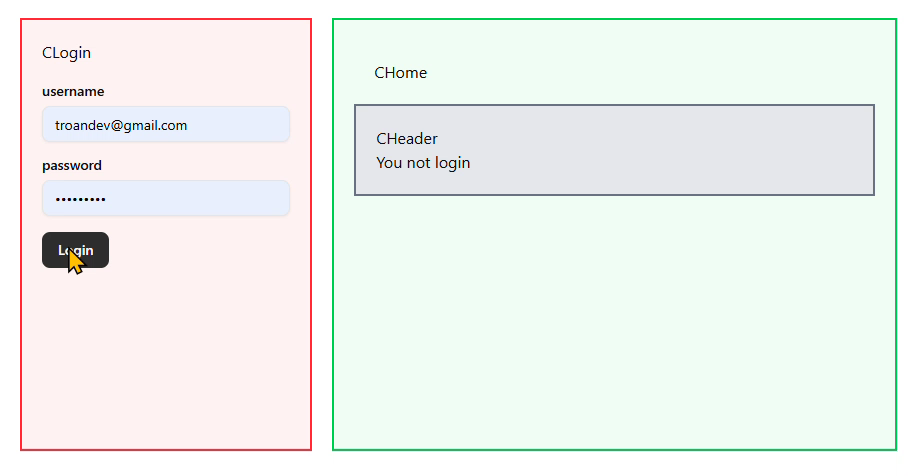 CLogin
username
troandev@gmail.com
password
•••••••••
Login
CHome
CHeader
You not login